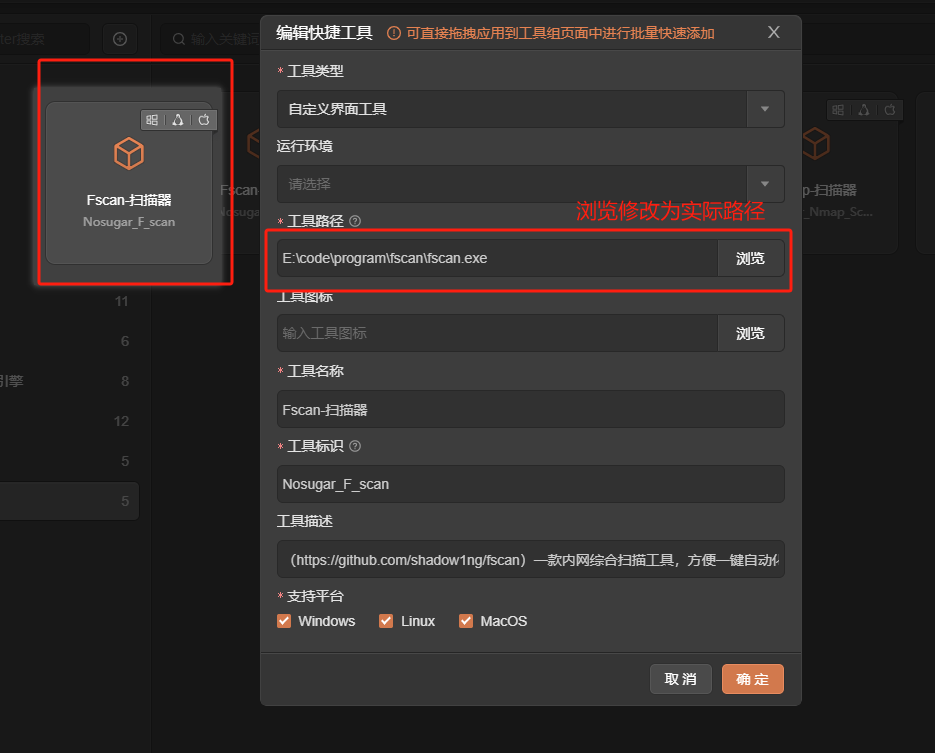 编辑快捷工具 可直接拖拽应用到工具组页面中进行批量快速添加
ter搜索
输入关键词
* 工具类型
自定义界面工具
运行环境
请选择
浏览修改为实际路径
* 工具路径
E:\code\program\fscan\fscan.exe 浏览
工具图标
输入工具图标 浏览
* 工具名称
Fscan-扫描器
* 工具标识
Nosugar_F_scan
工具描述
（https://github.com/shadow1ng/fscan）一款内网综合扫描工具，方便一键自动化
* 支持平台
Windows Linux MacOS
取 消 确 定
Fscan-扫描器
Nosugar_F_scan
Fscan-
Nosuga
p-扫描器
_Nmap_Sc...
11
6
引擎 8
12
5
5